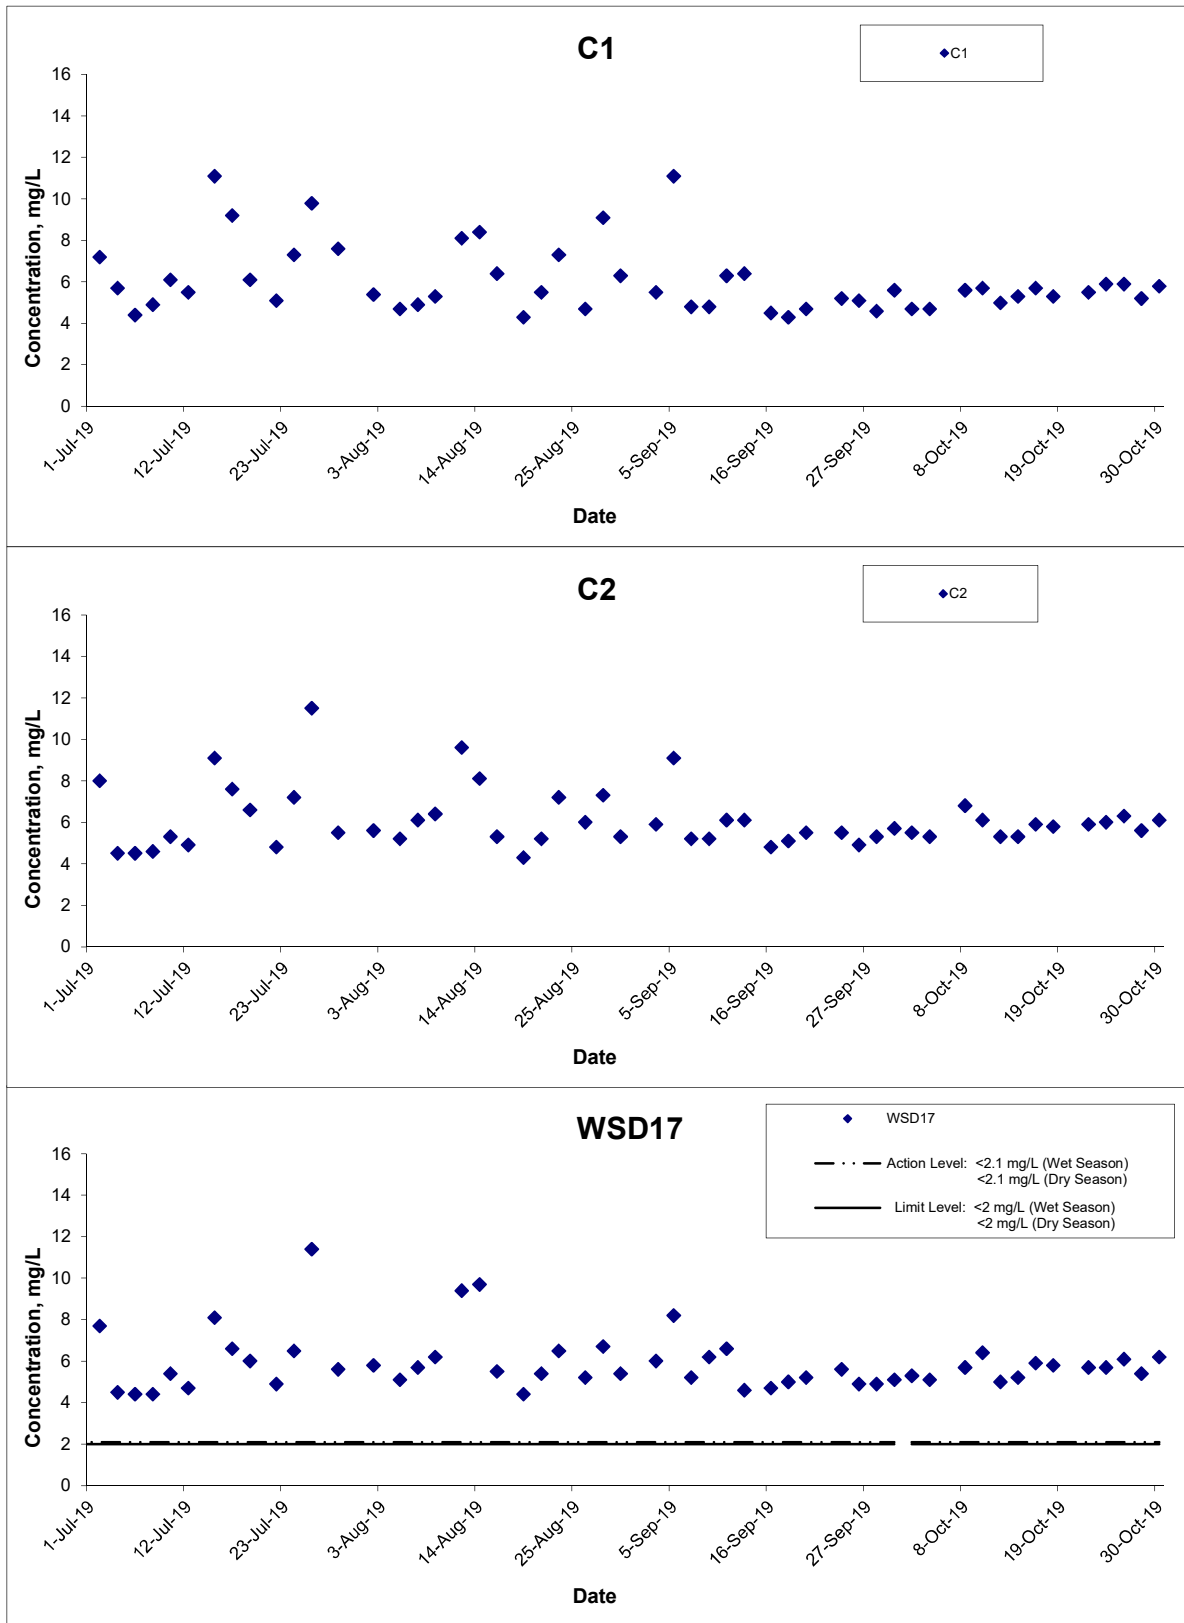 C1
C1
16
14
12
10
8
6
4
2
0
Concentration, mg/L
1-Jul-19
12-Jul-19
23-Jul-19
3-Aug-19
14-Aug-19
25-Aug-19
5-Sep-19
16-Sep-19
27-Sep-19
8-Oct-19
19-Oct-19
30-Oct-19
Date
C2
C2
16
14
12
10
8
6
4
2
0
Concentration, mg/L
1-Jul-19
12-Jul-19
23-Jul-19
3-Aug-19
14-Aug-19
25-Aug-19
5-Sep-19
16-Sep-19
27-Sep-19
8-Oct-19
19-Oct-19
30-Oct-19
Date
WSD17
WSD17
Action Level: <2.1 mg/L (Wet Season)
<2.1 mg/L (Dry Season)
Limit Level: <2 mg/L (Wet Season)
<2 mg/L (Dry Season)
16
14
12
10
8
6
4
2
0
Concentration, mg/L
1-Jul-19
12-Jul-19
23-Jul-19
3-Aug-19
14-Aug-19
25-Aug-19
5-Sep-19
16-Sep-19
27-Sep-19
8-Oct-19
19-Oct-19
30-Oct-19
Date